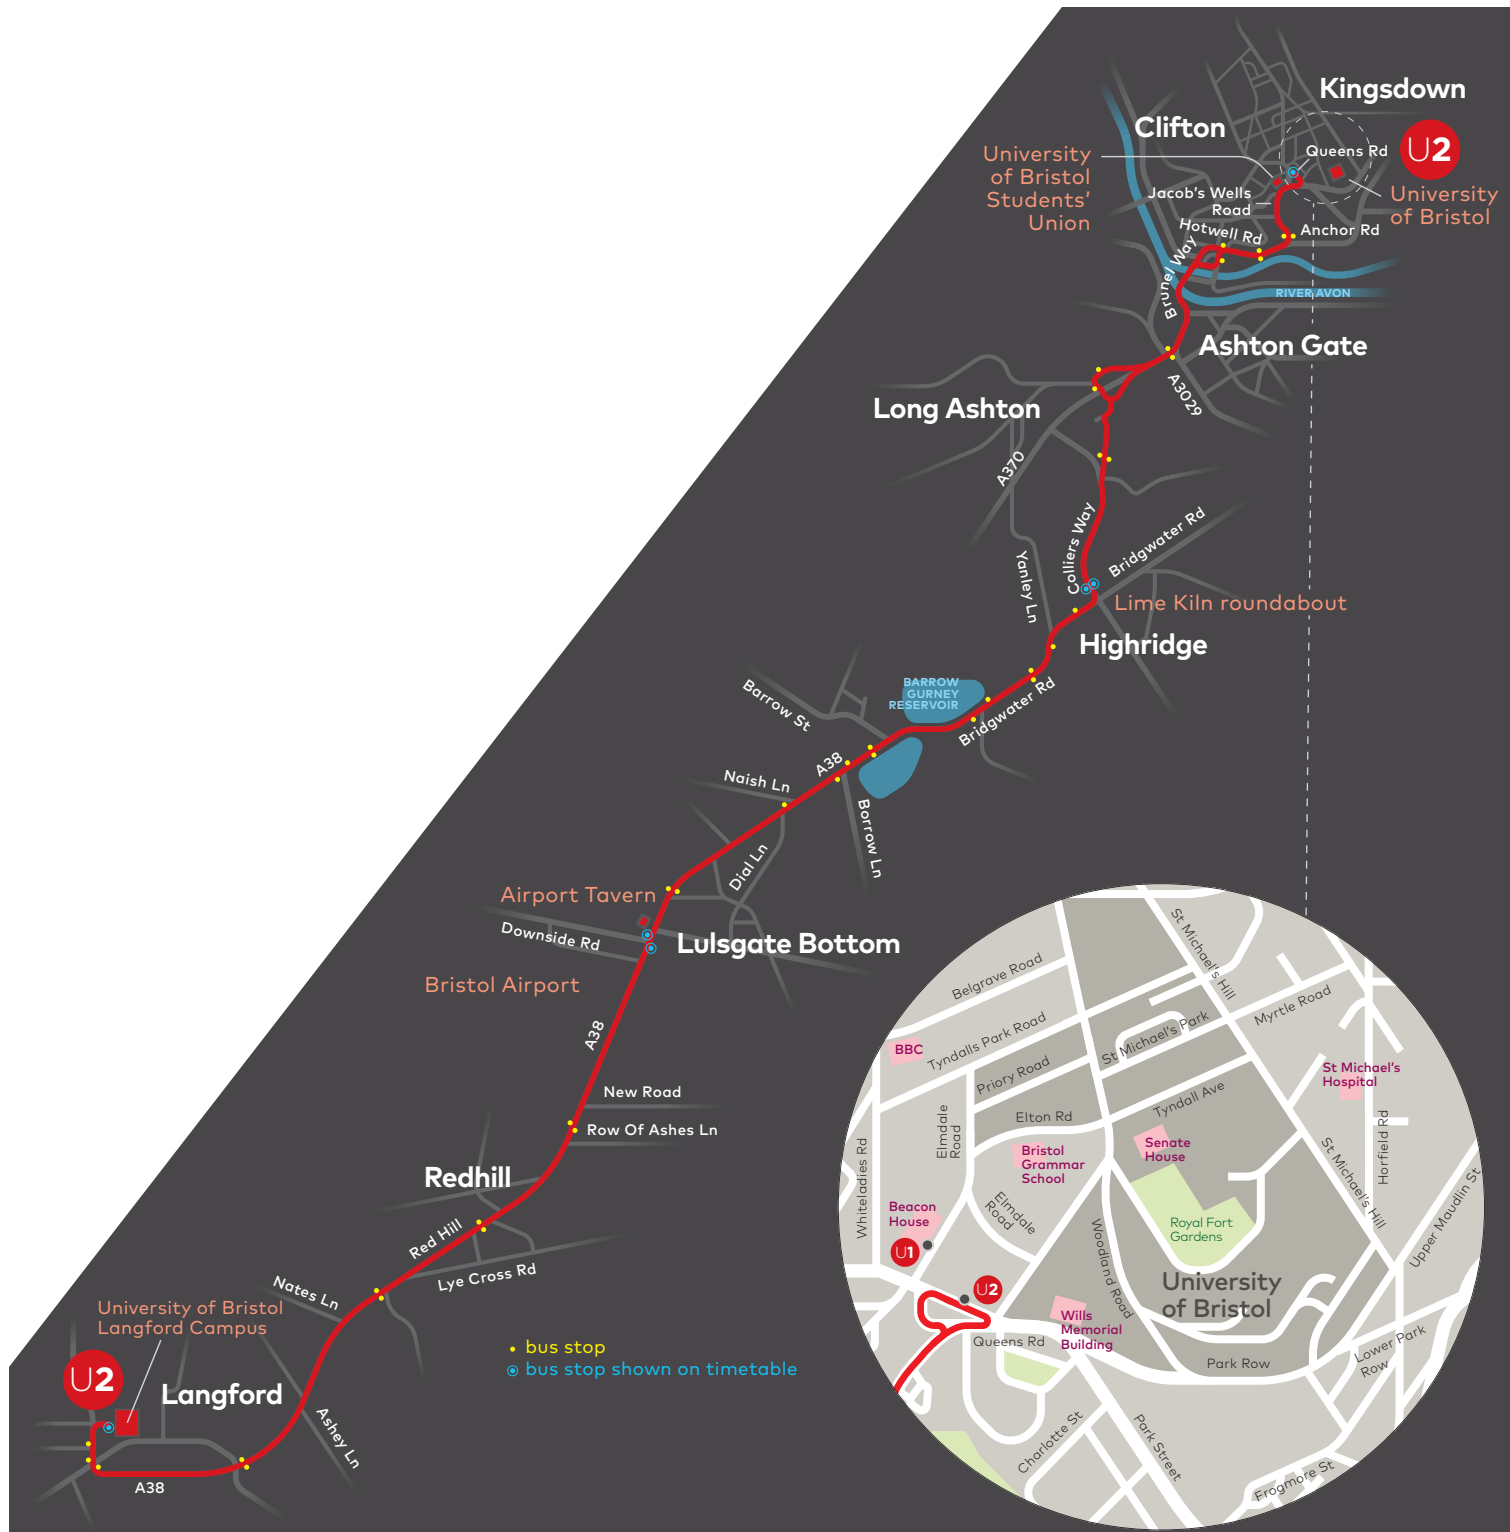 Kingsdown
Clifton
U2
Queens Rd
University
of Bristol
Students'
Union
University
of Bristol
Jacob's Wells
Road
Hotwell Rd
Anchor Rd
Brunel Way
RIVER AVON
Ashton Gate
A3029
Long Ashton
A370
Colliers Way
Bridgwater Rd
Yanley Ln
Lime Kiln roundabout
Highridge
BARROW
GURNEY
RESERVOIR
Bridgwater Rd
Barrow St
A38
Naish Ln
Borrow Ln
Dial Ln
Airport Tavern
Downside Rd
Lulsgate Bottom
Bristol Airport
A38
New Road
Row Of Ashes Ln
Redhill
Red Hill
Lye Cross Rd
Nates Ln
University of Bristol
Langford Campus
U2
Langford
Ashey Ln
A38
bus stop
bus stop shown on timetable
St Michael's Hill
Belgrave Road
Myrtle Road
Tyndalls Park Road
St Michael's Park
BBC
Priory Road
St Michael's
Hospital
Tyndall Ave
Elton Rd
Elmdale
Road
Horfield Rd
Whiteladies Rd
Bristol
Grammar
School
Senate
House
St Michael's Hill
Upper Maudlin St
Elmdale
Road
Beacon
House
U1
Royal Fort
Gardens
Woodland Road
University
of Bristol
U2
Wills
Memorial
Building
Queens Rd
Park Row
Lower Park
Row
Charlotte St
Park Street
Frogmore St